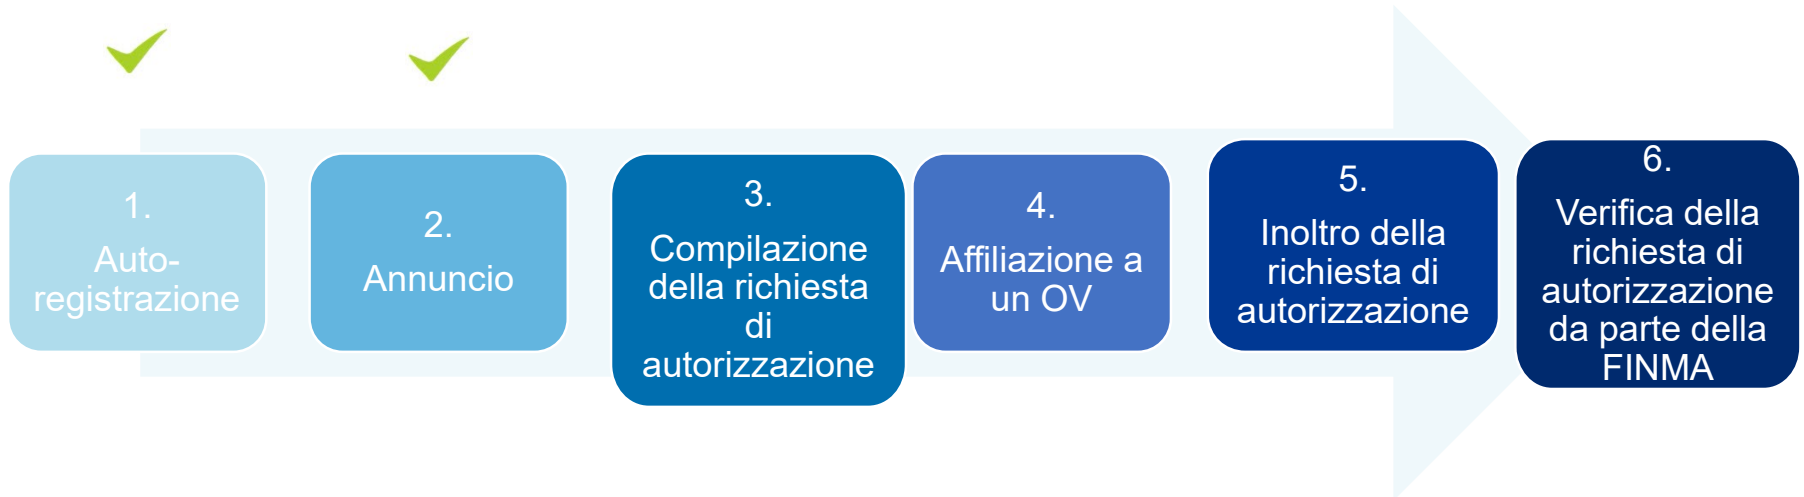 1.
Auto-
registrazione
2.
Annuncio
3.
Compilazione
della richiesta
di
autorizzazione
4.
Affiliazione a
un OV
5.
Inoltro della
richiesta di
autorizzazione
6.
Verifica della
richiesta di
autorizzazione
da parte della
FINMA